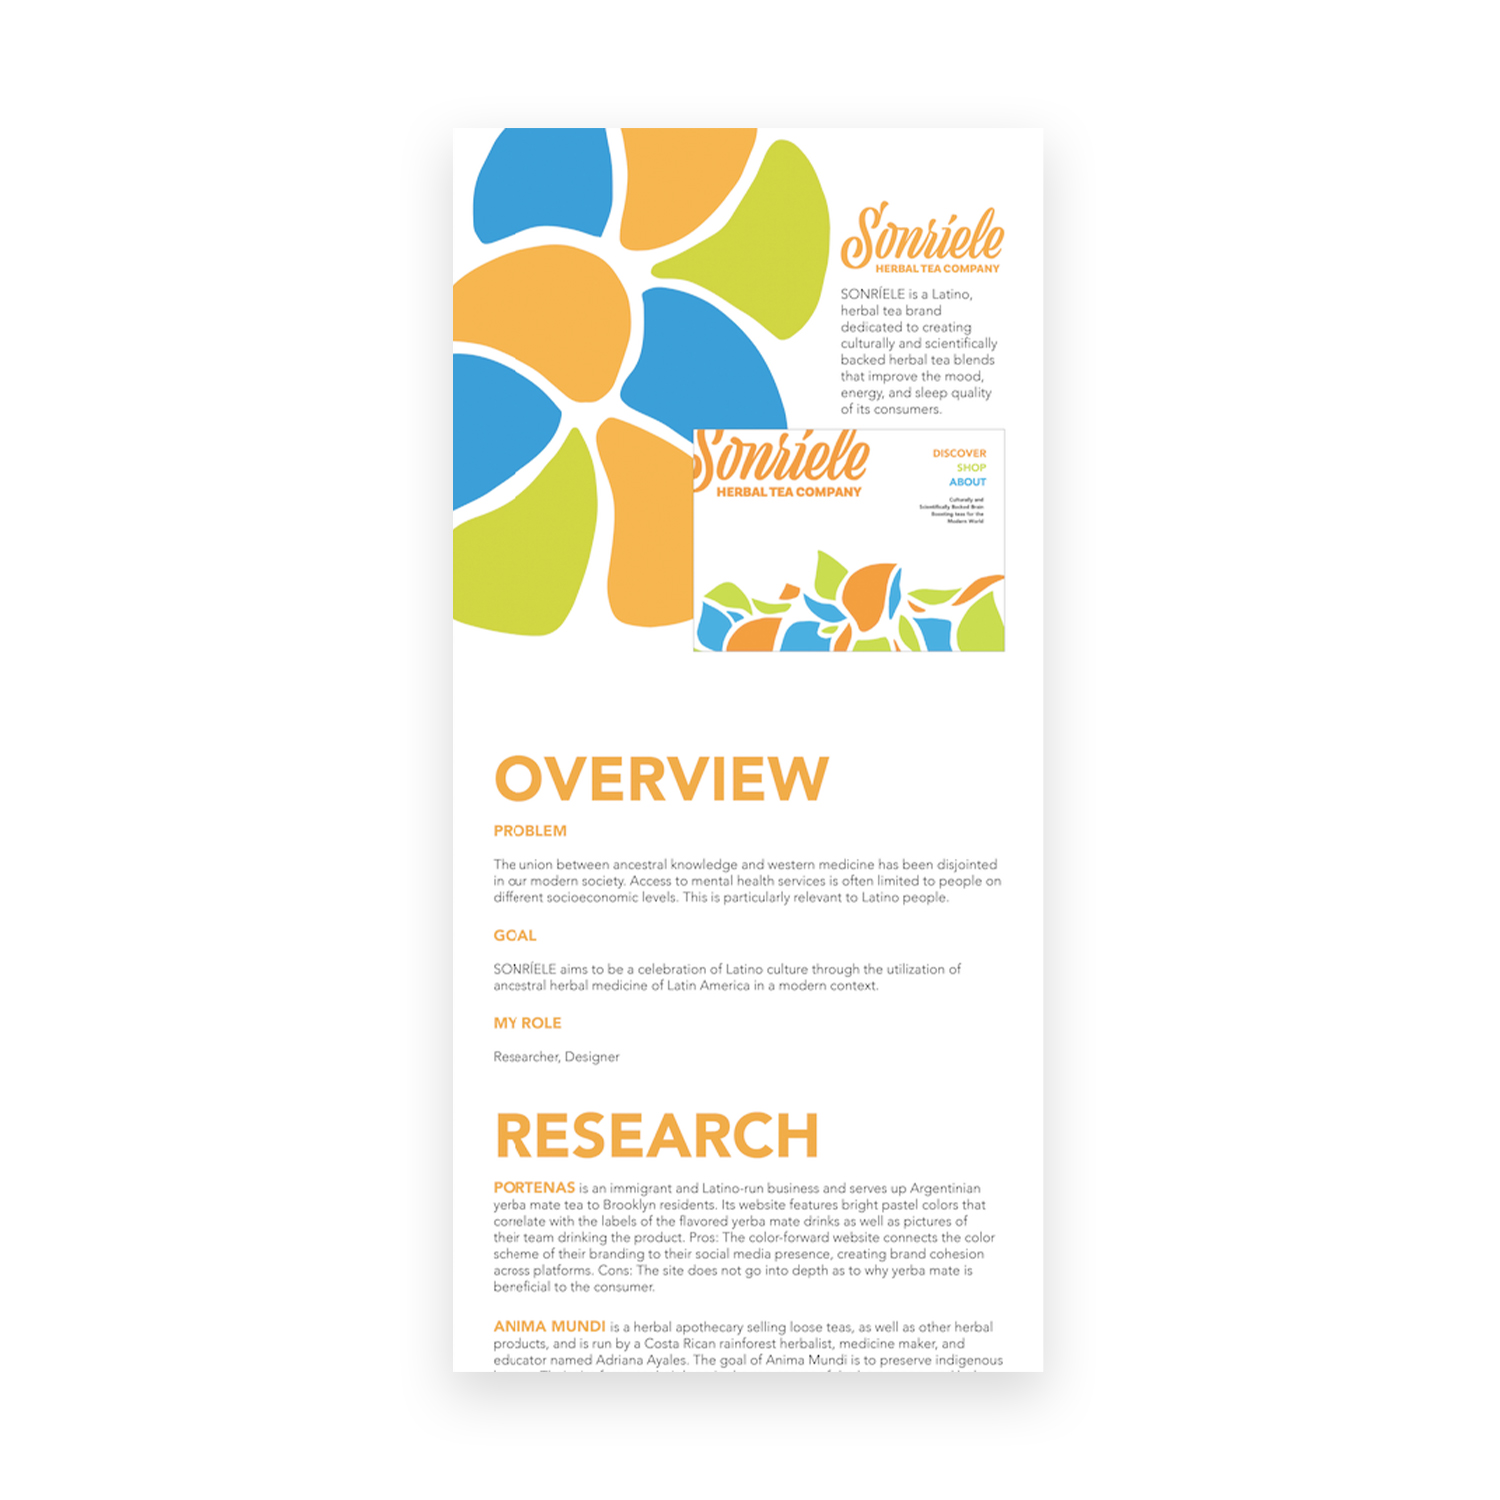 Sonríele
HERBAL TEA COMPANY
SONRÍELE is a Latino,
herbal tea brand
dedicated to creating
culturally and scientifically
backed herbal tea blends
that improve the mood,
energy, and sleep quality
of its consumers.
Sonríele
HERBAL TEA COMPANY
DISCOVER
SHOP
ABOUT
Culturally and
Scientifically Backed Brain
Boosting teas for the
Modern World
OVERVIEW
PROBLEM
The union between ancestral knowledge and western medicine has been disjointed
in our modern society. Access to mental health services is often limited to people on
different socioeconomic levels. This is particularly relevant to Latino people.
GOAL
SONRÍELE aims to be a celebration of Latino culture through the utilization of
ancestral herbal medicine of Latin America in a modern context.
MY ROLE
Researcher, Designer
RESEARCH
PORTENAS is an immigrant and Latino-run business and serves up Argentinian
yerba mate tea to Brooklyn residents. Its website features bright pastel colors that
correlate with the labels of the flavored yerba mate drinks as well as pictures of
their team drinking the product. Pros: The color-forward website connects the color
scheme of their branding to their social media presence, creating brand cohesion
across platforms. Cons: The site does not go into depth as to why yerba mate is
beneficial to the consumer.
ANIMA MUNDI is a herbal apothecary selling loose teas, as well as other herbal
products, and is run by a Costa Rican rainforest herbalist, medicine maker, and
educator named Adriana Ayales. The goal of Anima Mundi is to preserve indigenous